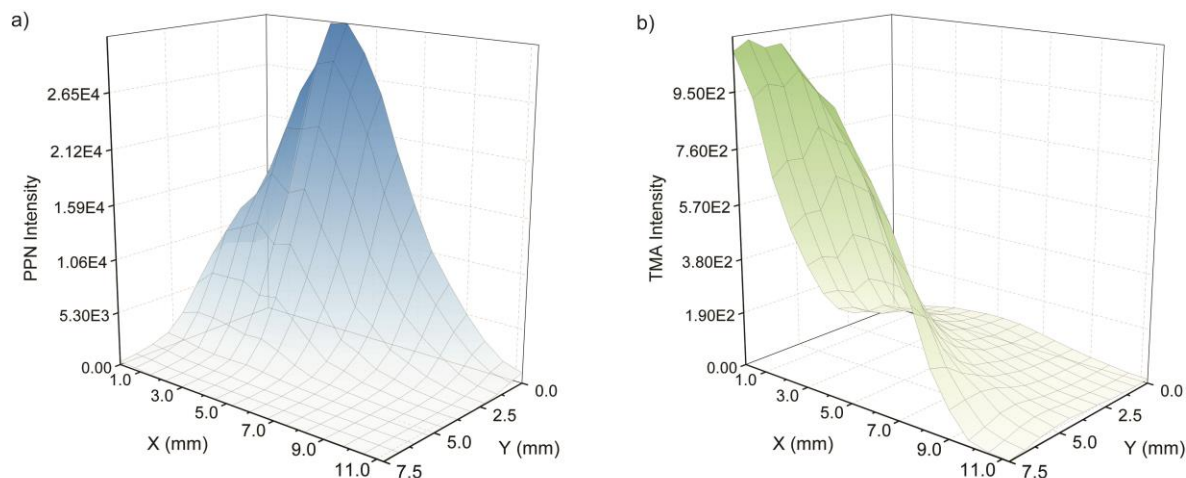 a)
PPN Intensity
2.65E4
2.12E4
1.59E4
1.06E4
5.30E3
0.00
1.0
3.0
5.0
7.0
9.0
11.0
X (mm)
0.0
2.5
5.0
7.5
Y (mm)
b)
TMA Intensity
9.50E2
7.60E2
5.70E2
3.80E2
1.90E2
0.00
1.0
3.0
5.0
7.0
9.0
11.0
X (mm)
0.0
2.5
5.0
7.5
Y (mm)